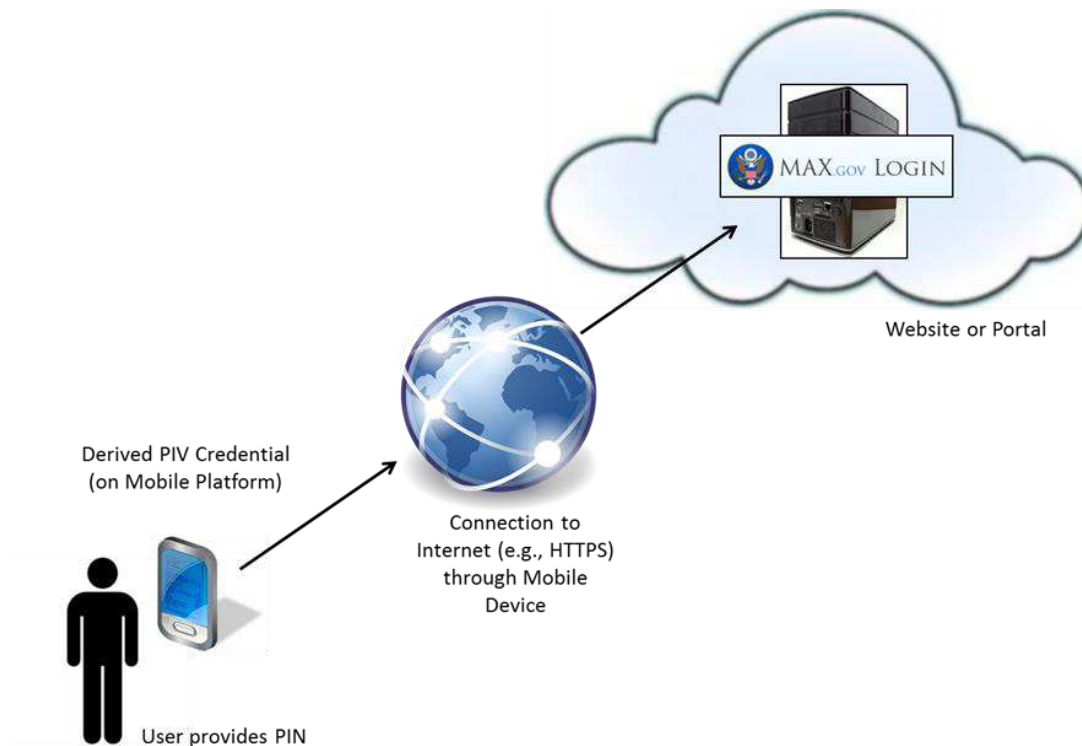 MAX.GOV LOGIN
Website or Portal
Derived PIV Credential
(on Mobile Platform)
Connection to
Internet (e.g., HTTPS)
through Mobile
Device
User provides PIN